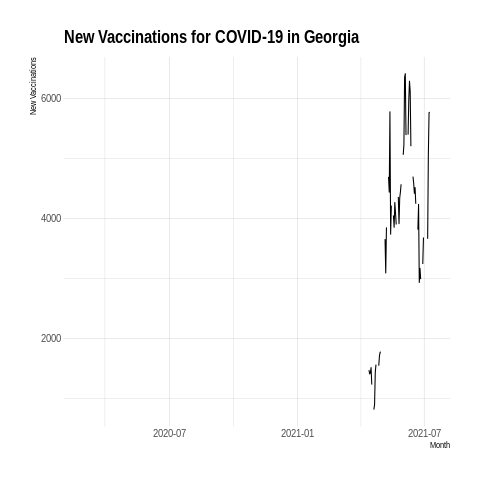 New Vaccinations for COVID-19 in Georgia
New Vaccinations
6000
4000
2000
2020-07
2021-01
2021-07
Month